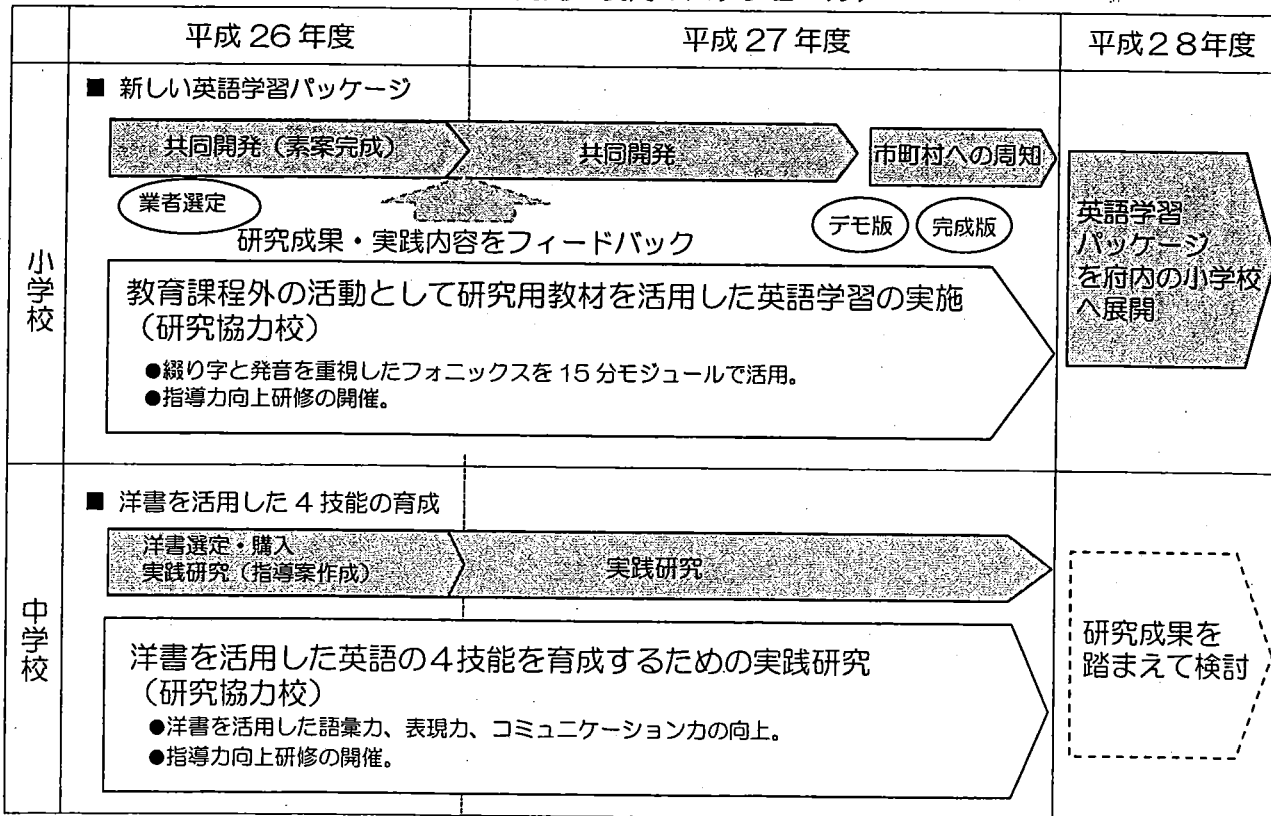 平成26年度
平成27年度
平成28年度
小学校
■ 新しい英語学習パッケージ
共同開発（素案完成）
共同開発
市町村への周知
業者選定
デモ版
完成版
研究成果・実践内容をフィードバック
教育課程外の活動として研究用教材を活用した英語学習の実施
（研究協力校）
●綴り字と発音を重視したフォニックスを15分モジュールで活用。
●指導力向上研修の開催。
英語学習
パッケージ
を府内の小学校
へ展開
中学校
■ 洋書を活用した4技能の育成
洋書選定・購入
実践研究（指導案作成）
実践研究
洋書を活用した英語の4技能を育成するための実践研究
（研究協力校）
●洋書を活用した語彙力、表現力、コミュニケーション力の向上。
●指導力向上研修の開催。
研究成果を
踏まえて検討